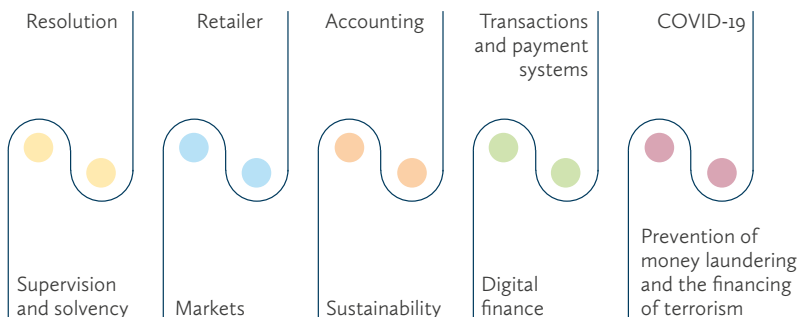 Resolution
Retailer
Accounting
Transactions
and payment
systems
COVID-19
Supervision
and solvency
Markets
Sustainability
Digital
finance
Prevention of
money laundering
and the financing
of terrorism